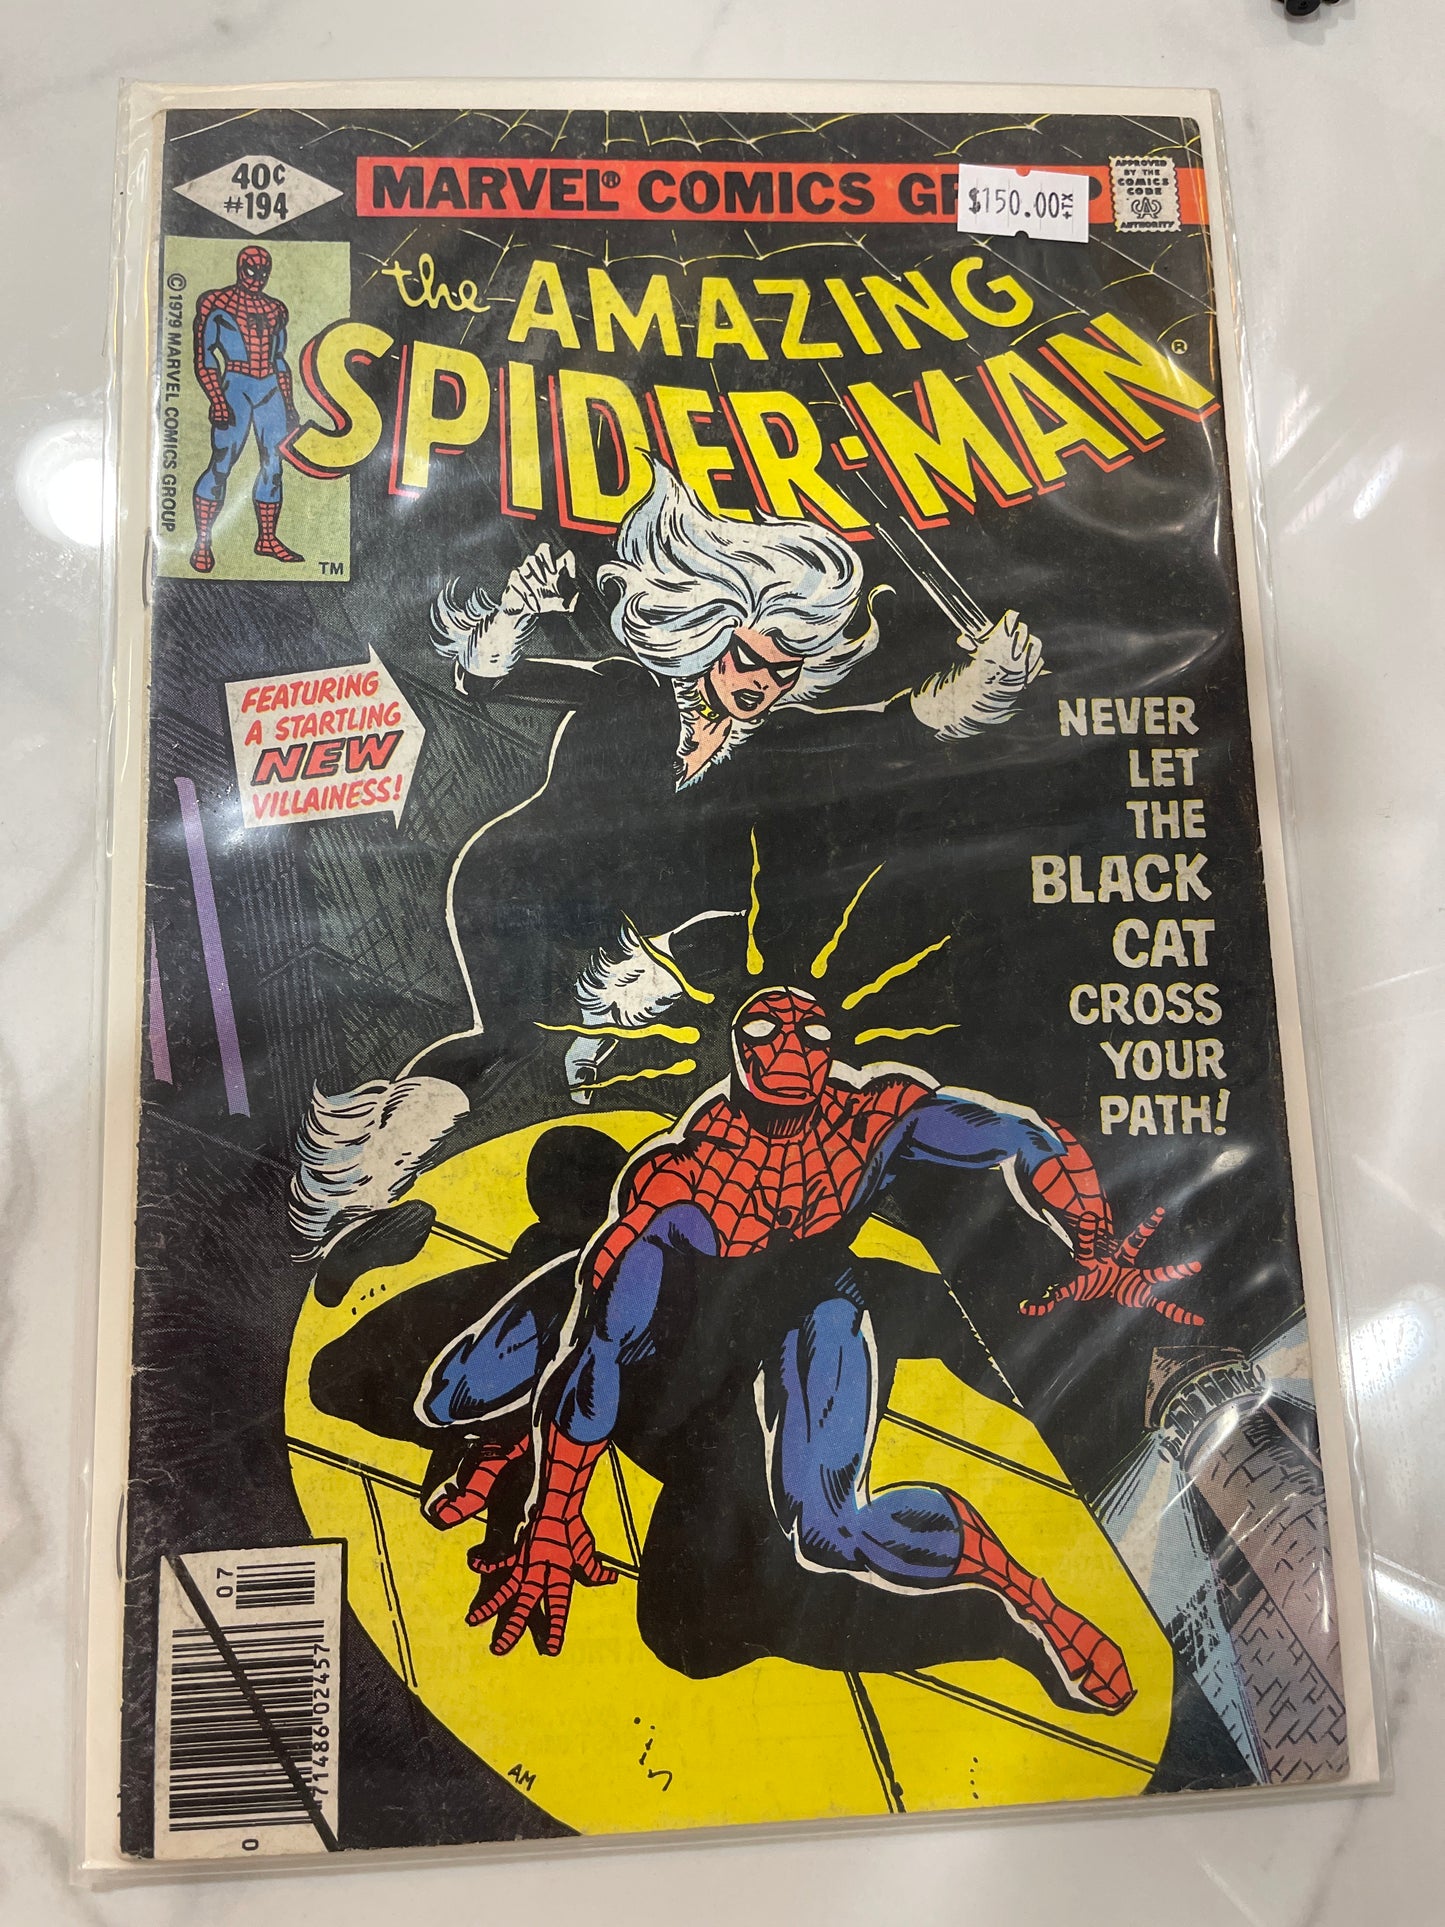 40¢
#194
MARVEL® COMICS GR P
$150.00 +TX
APPROVED
BY THE
COMICS
CODE
AUTHORITY
©1979 MARVEL COMICS GROUP
TM
the AMAZING
SPIDER-MAN®
FEATURING
A STARTLING
NEW
VILLAINESS!
NEVER
LET
THE
BLACK
CAT
CROSS
YOUR
PATH!
07
71486 02457
0
AM